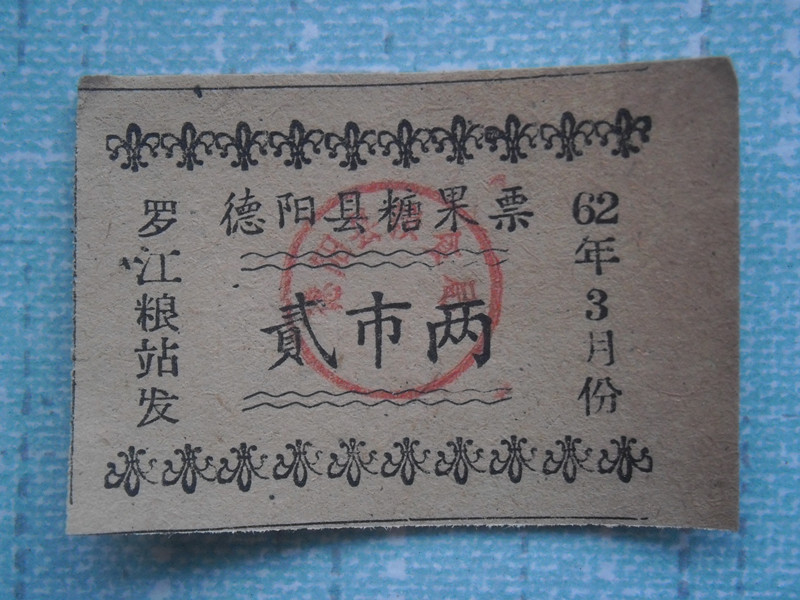 德阳县糖果票
贰市两
罗江粮站发
62年3月份